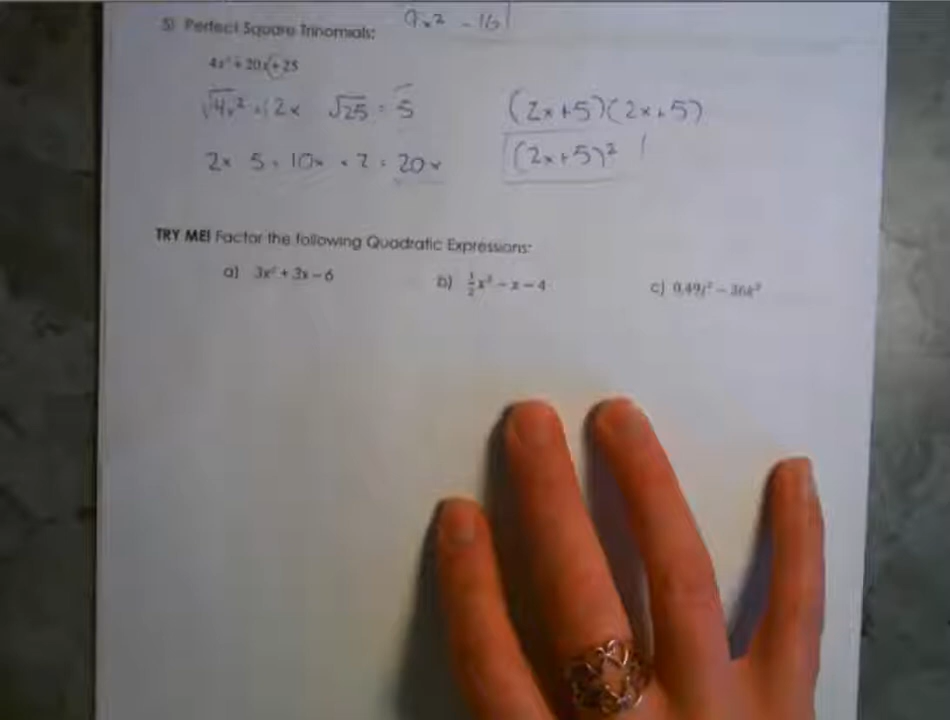 9x² - 16
5) Perfect Square Trinomials:
4x² + 20x + 25
√4x² = 2x √25 = 5 (2x+5)(2x+5)
2x · 5 = 10x · 2 = 20x (2x+5)²
TRY ME! Factor the following Quadratic Expressions:
a) 3x² + 3x - 6 b) ½x² - x - 4 c) 0.49t² - 36k²